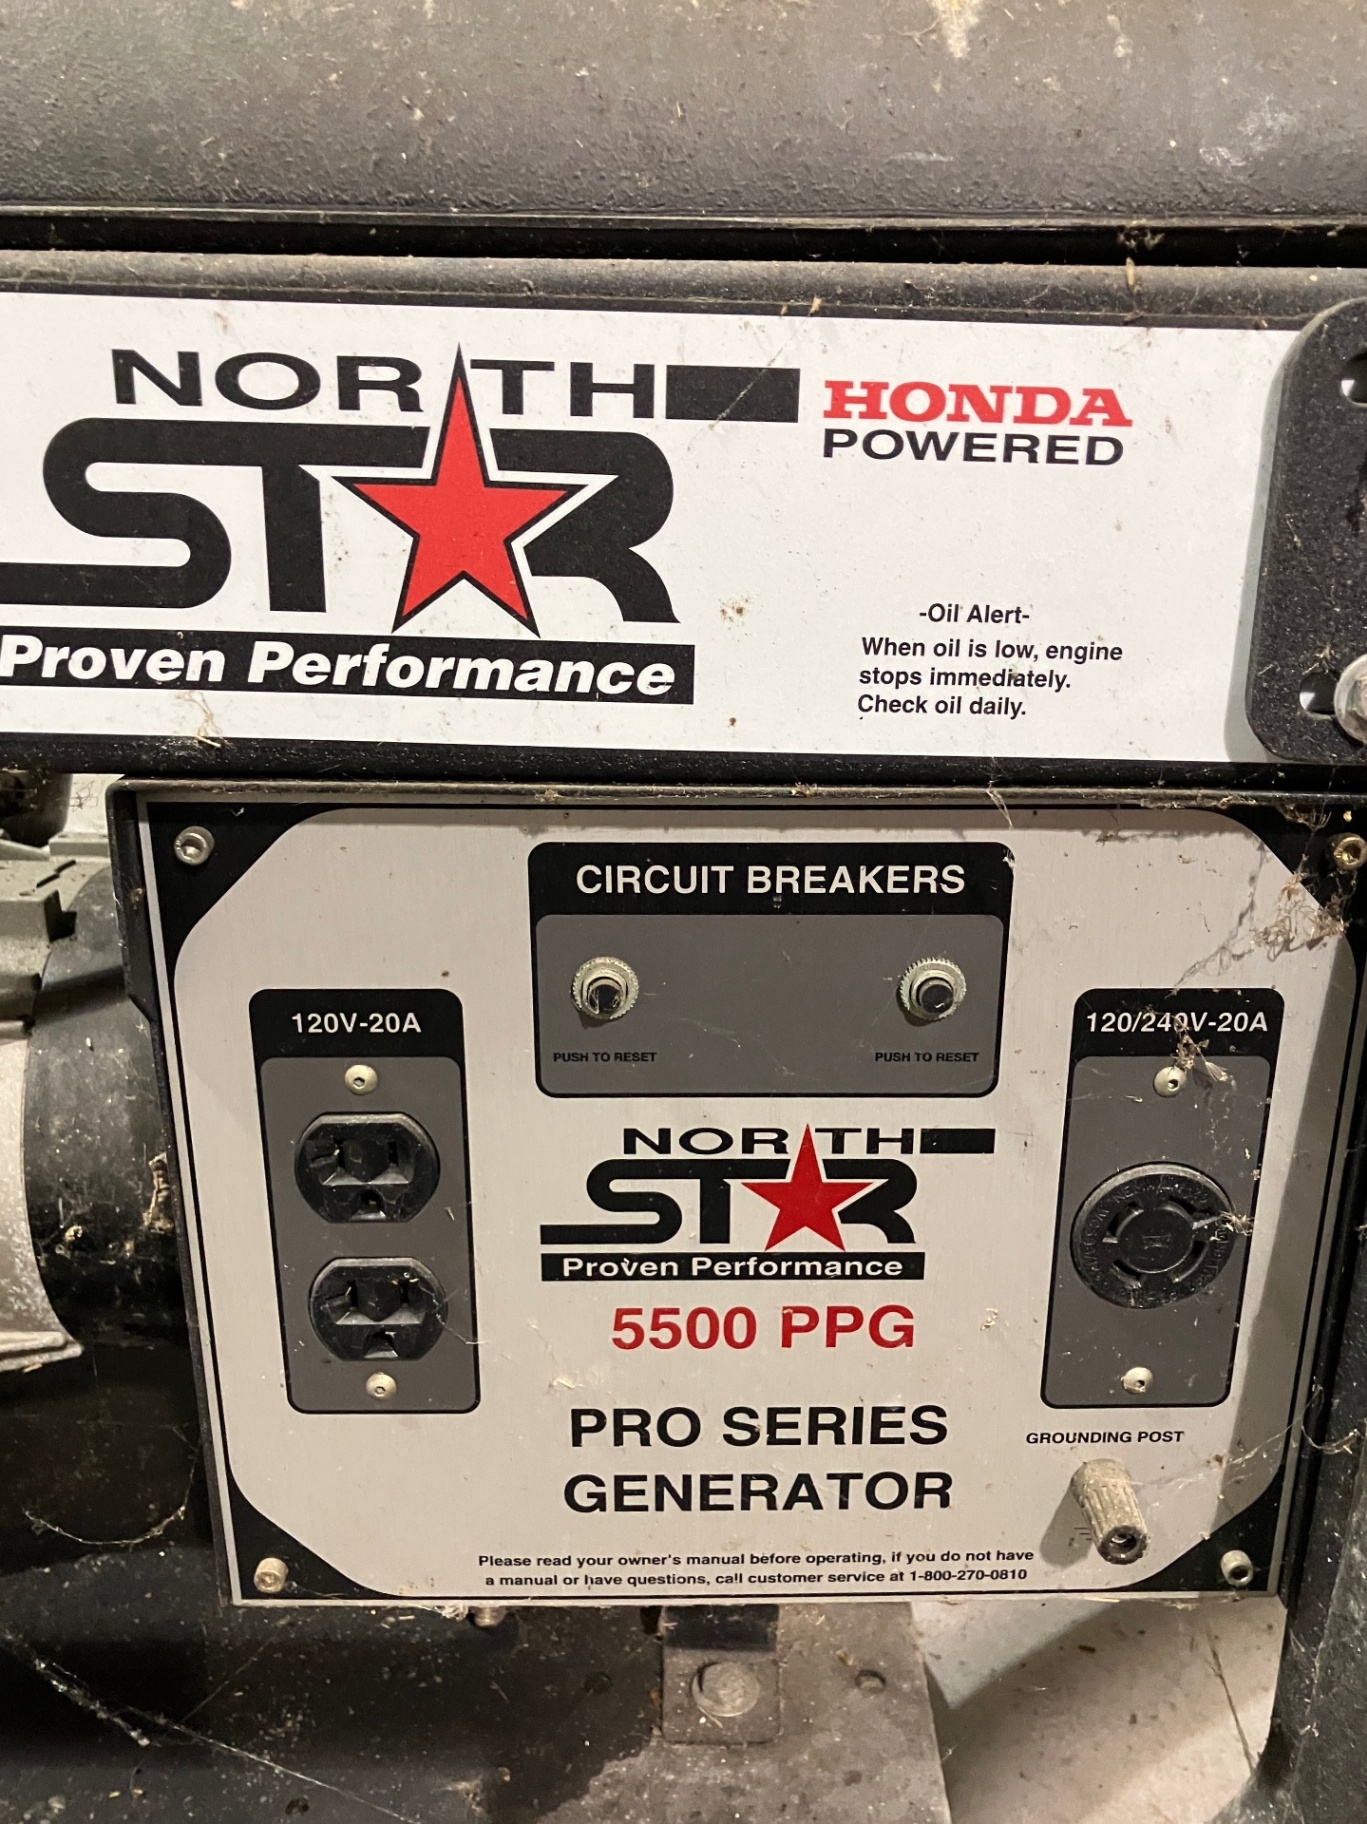 NORTH
STAR
Proven Performance
HONDA
POWERED
-Oil Alert-
When oil is low, engine
stops immediately.
Check oil daily.
CIRCUIT BREAKERS
PUSH TO RESET
PUSH TO RESET
120V-20A
120/240V-20A
NORTH
STAR
Proven Performance
5500 PPG
PRO SERIES
GENERATOR
GROUNDING POST
Please read your owner's manual before operating, if you do not have
a manual or have questions, call customer service at 1-800-270-0810